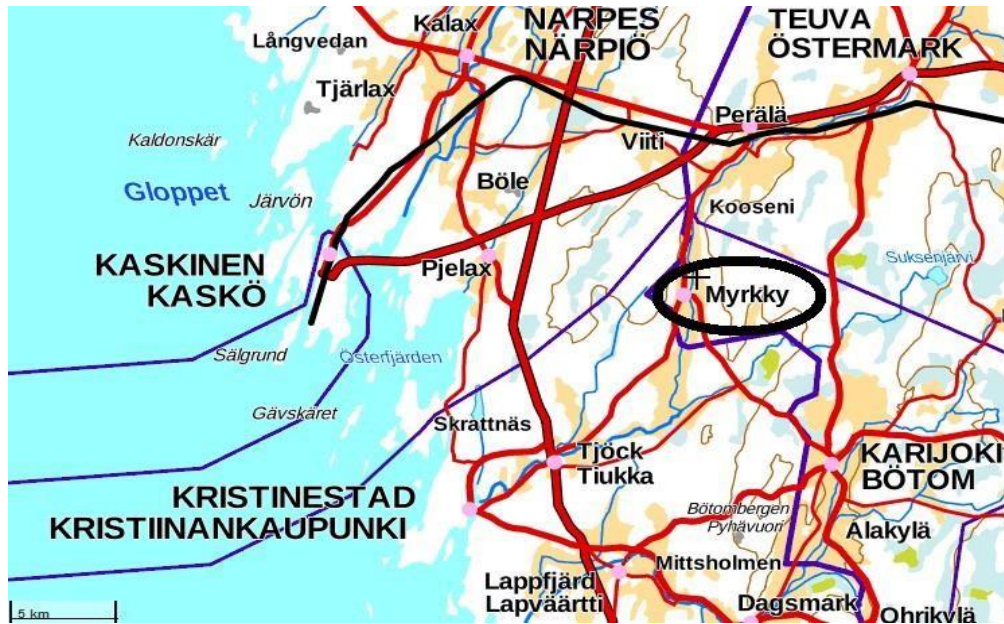 Kalax
NÄRPES
NÄRPIÖ
TEUVA
ÖSTERMARK
Långvedan
Tjärlax
Perälä
Viiti
Kaldonskär
Gloppet
Järvön
Böle
Kooseni
KASKINEN
KASKÖ
Pjelax
Suksenjärvi
Myrkky
Sälgrund
Österfjärden
Gävskäret
Skrattnäs
Tjöck
Tiukka
KARIJOKI
BÖTOM
KRISTINESTAD
KRISTIINANKAUPUNKI
Bötombergen
Pyhävuori
Alakylä
Lappfjärd
Lapväärtti
Mittsholmen
Dagsmark
Ohrikylä
5 km